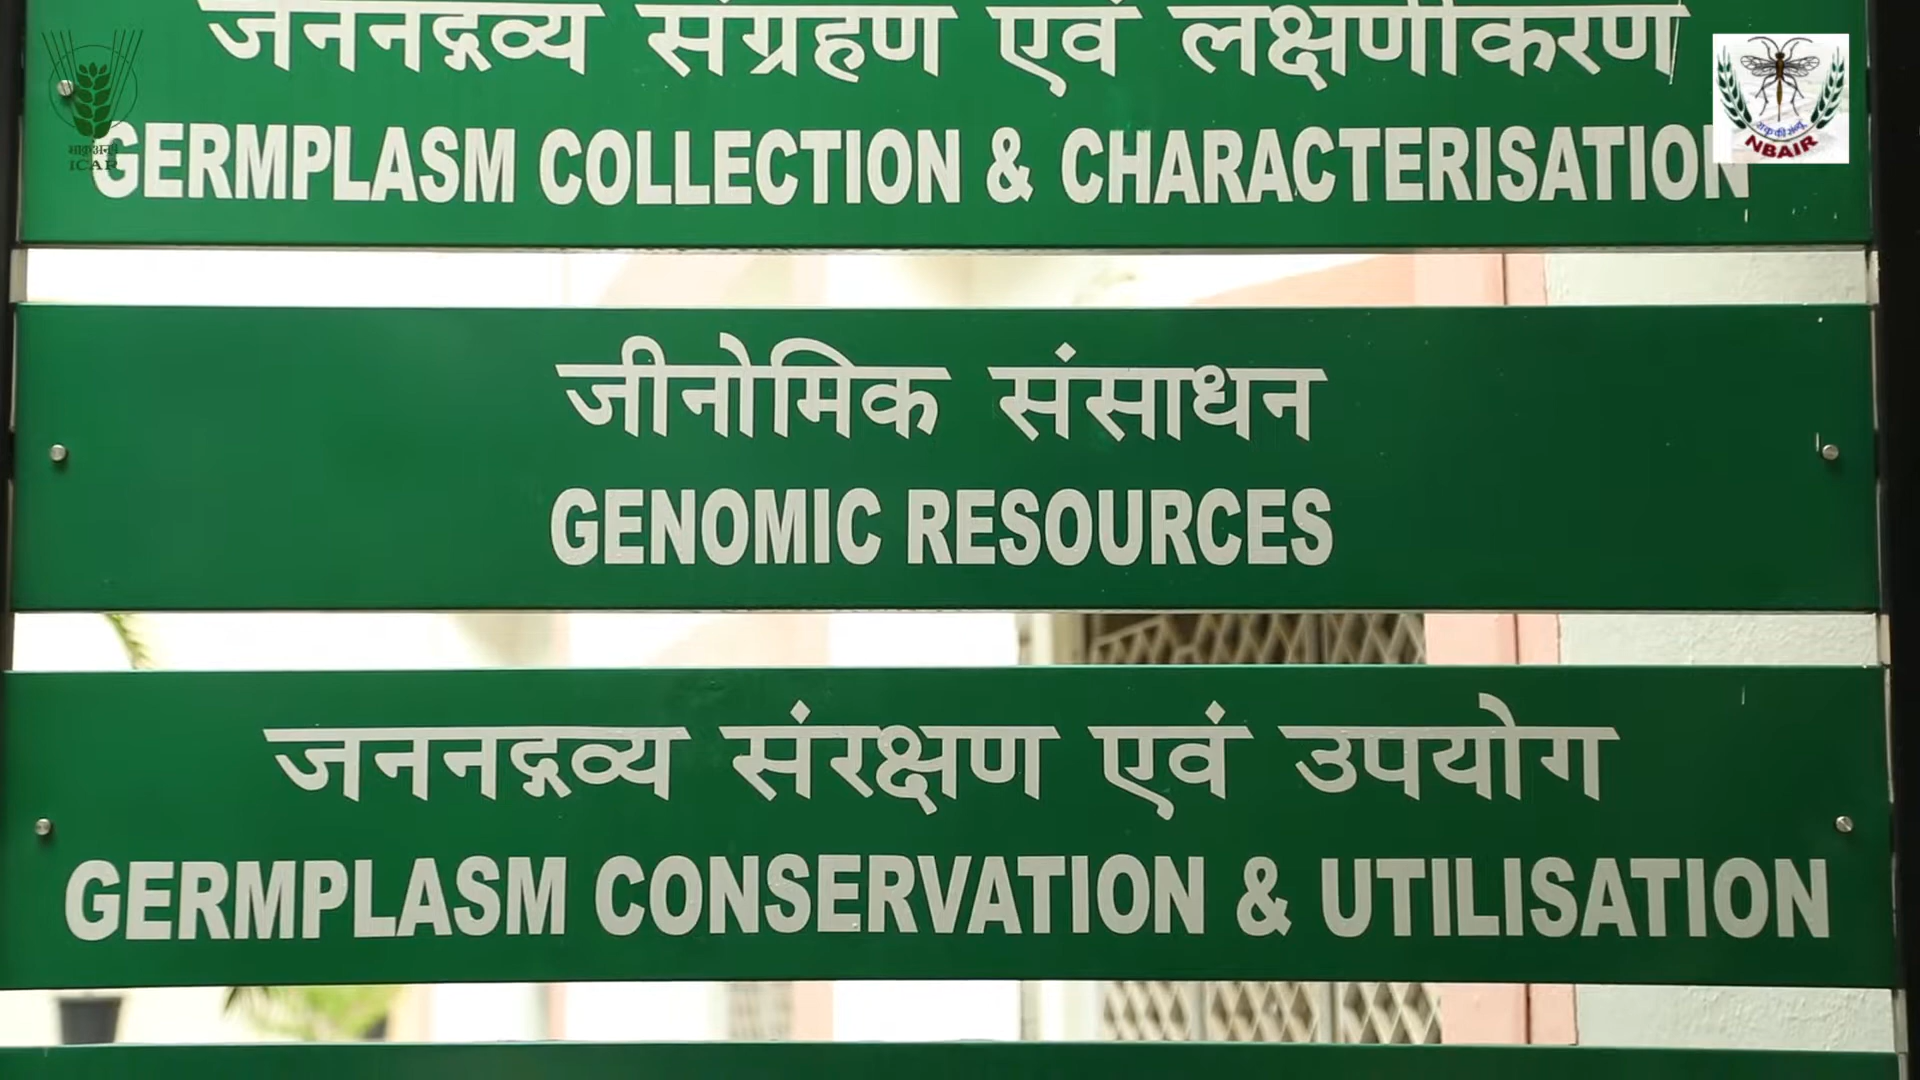 जननद्रव्य संग्रहण एवं लक्षणीकरण
GERMPLASM COLLECTION & CHARACTERISATION
भाकृअनुप
ICAR
NBAIR
जीनोमिक संसाधन
GENOMIC RESOURCES
जननद्रव्य संरक्षण एवं उपयोग
GERMPLASM CONSERVATION & UTILISATION